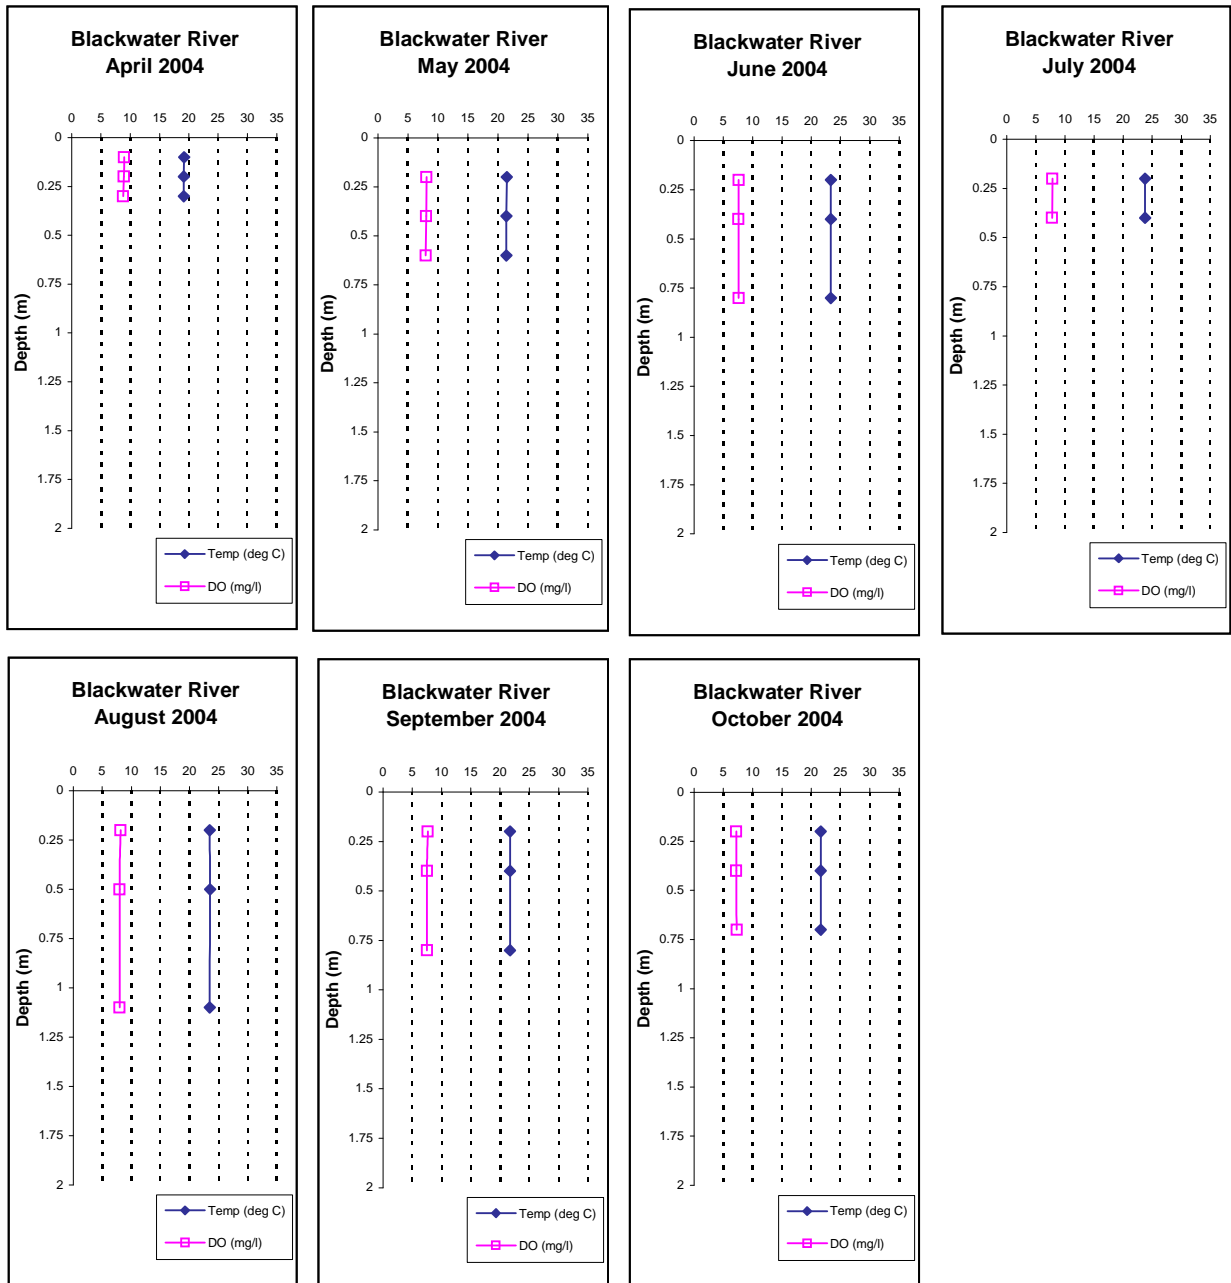 Blackwater River
April 2004
0 5 10 15 20 25 30 35
0
0.25
0.5
0.75
1
1.25
1.5
1.75
2
Depth (m)
Temp (deg C)
DO (mg/l)
Blackwater River
May 2004
0 5 10 15 20 25 30 35
0
0.25
0.5
0.75
1
1.25
1.5
1.75
2
Depth (m)
Temp (deg C)
DO (mg/l)
Blackwater River
June 2004
0 5 10 15 20 25 30 35
0
0.25
0.5
0.75
1
1.25
1.5
1.75
2
Depth (m)
Temp (deg C)
DO (mg/l)
Blackwater River
July 2004
0 5 10 15 20 25 30 35
0
0.25
0.5
0.75
1
1.25
1.5
1.75
2
Depth (m)
Temp (deg C)
DO (mg/l)
Blackwater River
August 2004
0 5 10 15 20 25 30 35
0
0.25
0.5
0.75
1
1.25
1.5
1.75
2
Depth (m)
Temp (deg C)
DO (mg/l)
Blackwater River
September 2004
0 5 10 15 20 25 30 35
0
0.25
0.5
0.75
1
1.25
1.5
1.75
2
Depth (m)
Temp (deg C)
DO (mg/l)
Blackwater River
October 2004
0 5 10 15 20 25 30 35
0
0.25
0.5
0.75
1
1.25
1.5
1.75
2
Depth (m)
Temp (deg C)
DO (mg/l)